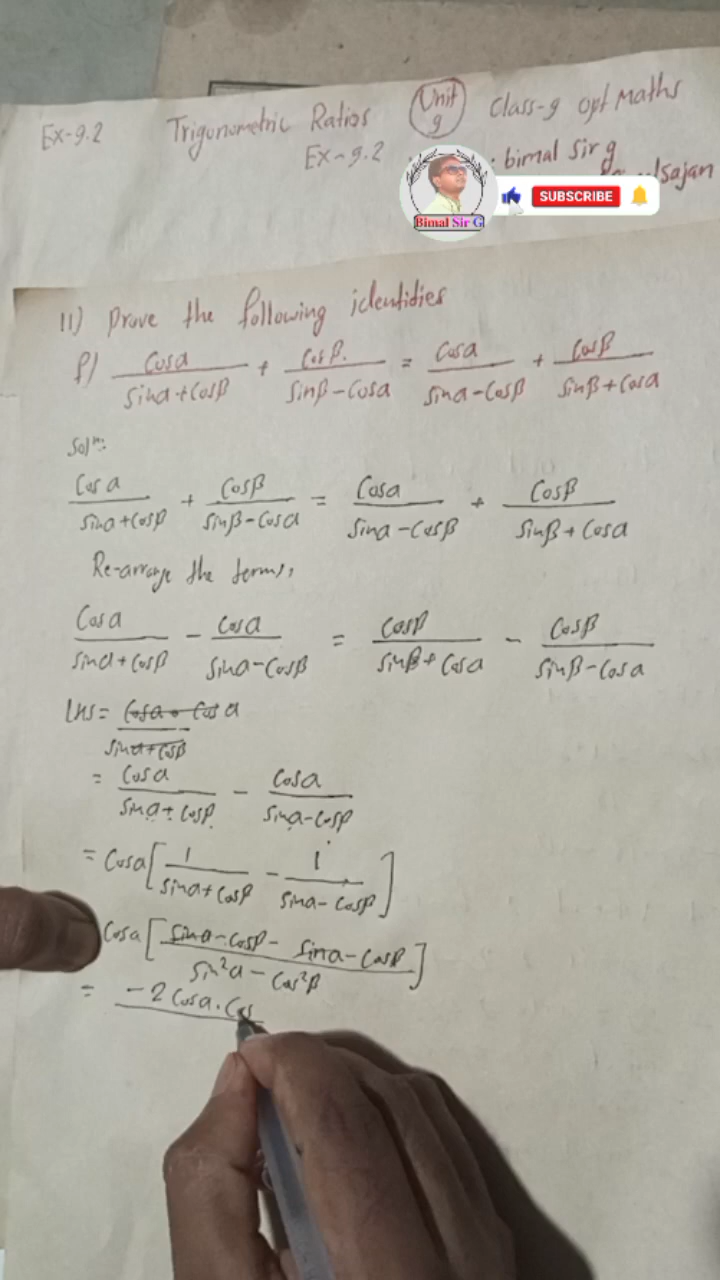 Ex-9.2 Trigonometric Ratios Unit 9 Class-9 opt Maths
Ex-9.2 : bimal sir g
lsajan
SUBSCRIBE
Bimal Sir G
11) Prove the following identities
f) Cosα/(Sinα+Cosβ) + Cosβ/(Sinβ-Cosα) = Cosα/(Sinα-Cosβ) + Cosβ/(Sinβ+Cosα)
Solⁿ:
Cosα/(Sinα+Cosβ) + Cosβ/(Sinβ-Cosα) = Cosα/(Sinα-Cosβ) + Cosβ/(Sinβ+Cosα)
Re-arrange the terms,
Cosα/(Sinα+Cosβ) - Cosα/(Sinα-Cosβ) = Cosβ/(Sinβ+Cosα) - Cosβ/(Sinβ-Cosα)
LHS =
= Cosα/(Sinα+Cosβ) - Cosα/(Sinα-Cosβ)
= Cosα[1/(Sinα+Cosβ) - 1/(Sinα-Cosβ)]
Cosα[(Sinα-Cosβ-Sinα-Cosβ)/(Sin²α-Cos²β)]
= -2Cosα.Cos